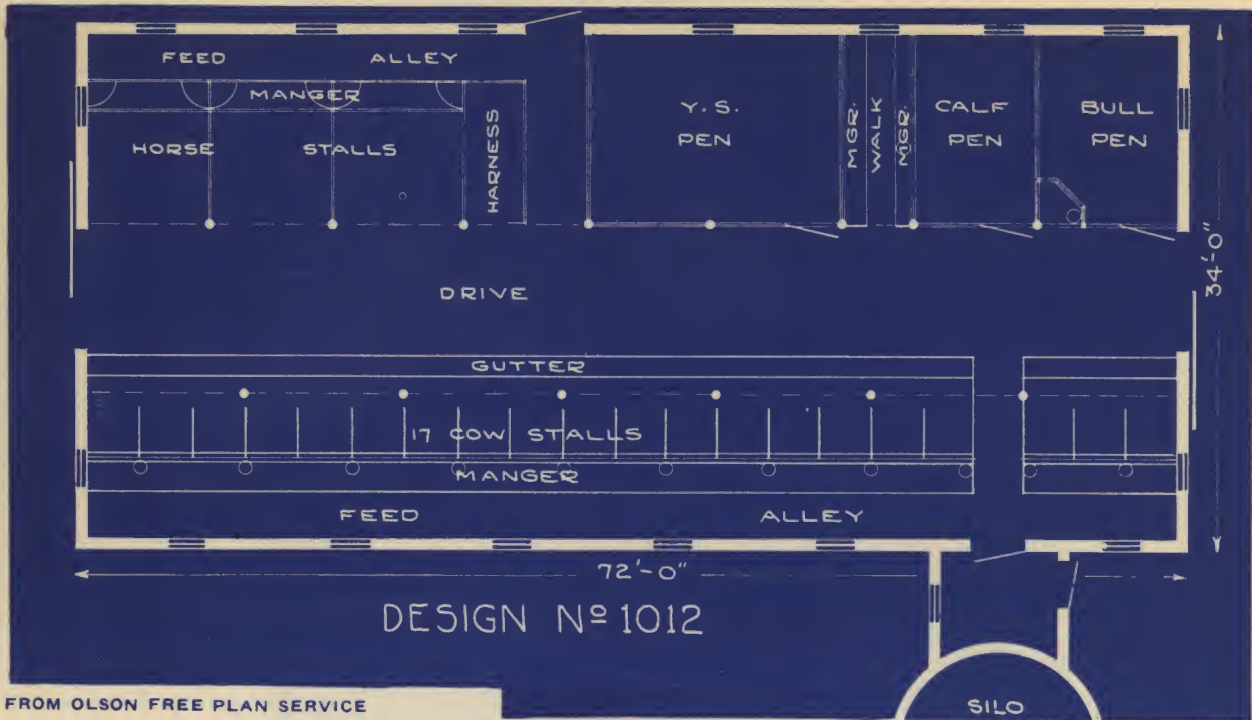 FEED ALLEY
MANGER
HORSE STALLS
HARNESS
Y. S.
PEN
MGR.
WALK
MGR.
CALF
PEN
BULL
PEN
34'-0"
DRIVE
GUTTER
17 COW STALLS
MANGER
FEED ALLEY
72'-0"
DESIGN Nº 1012
FROM OLSON FREE PLAN SERVICE
SILO